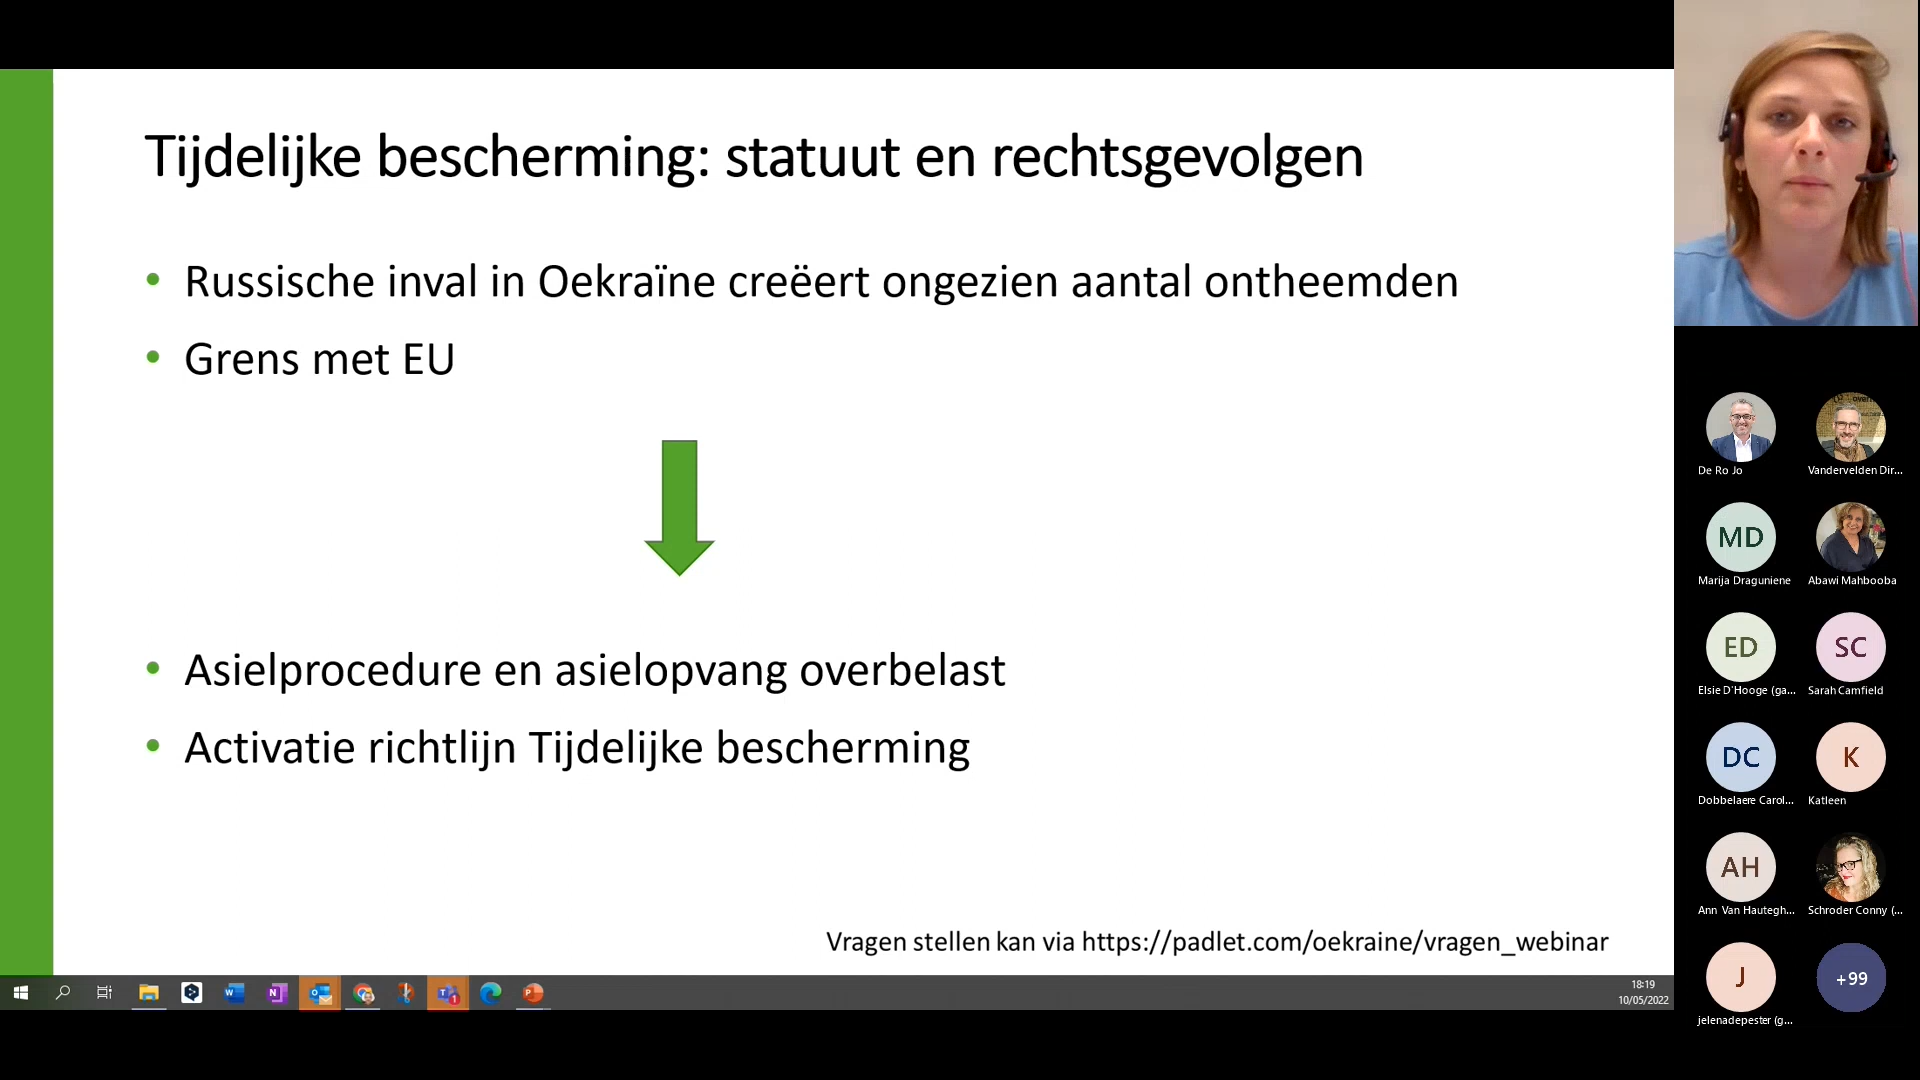 Tijdelijke bescherming: statuut en rechtsgevolgen
• Russische inval in Oekraïne creëert ongezien aantal ontheemden
• Grens met EU
• Asielprocedure en asielopvang overbelast
• Activatie richtlijn Tijdelijke bescherming
Vragen stellen kan via https://padlet.com/oekraine/vragen_webinar
18:19
10/05/2022
De Ro Jo
Vandervelden Dir...
MD
Marija Draguniene
Abawi Mahbooba
ED
Elsie D'Hooge (ga...
SC
Sarah Camfield
DC
Dobbelaere Carol...
K
Katleen
AH
Ann Van Hautegh...
Schroder Conny (...
J
jelenadepester (g...
+99